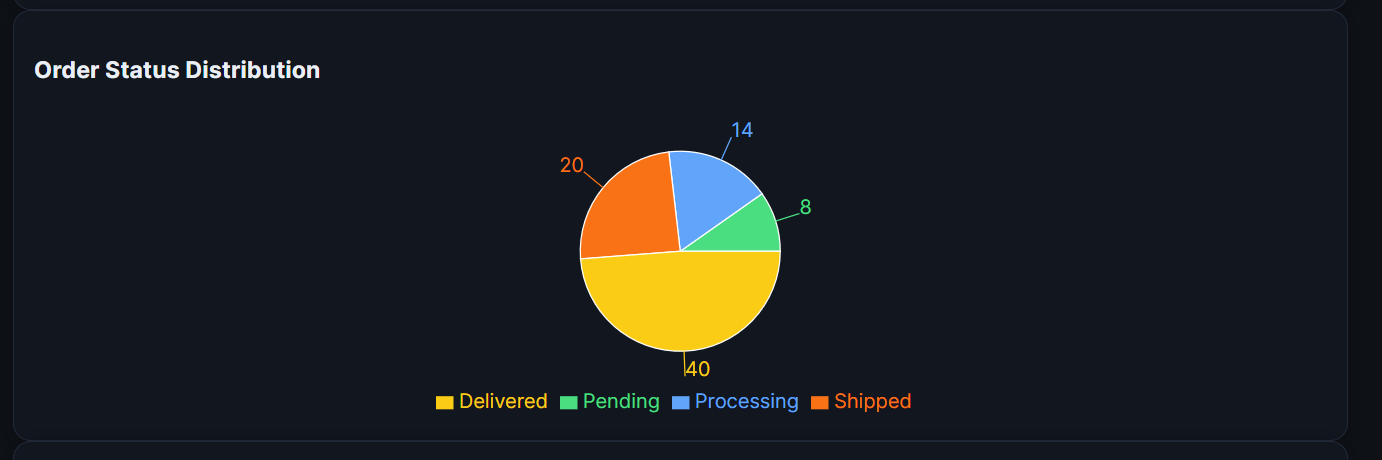 Order Status Distribution
14
20
8
40
Delivered Pending Processing Shipped